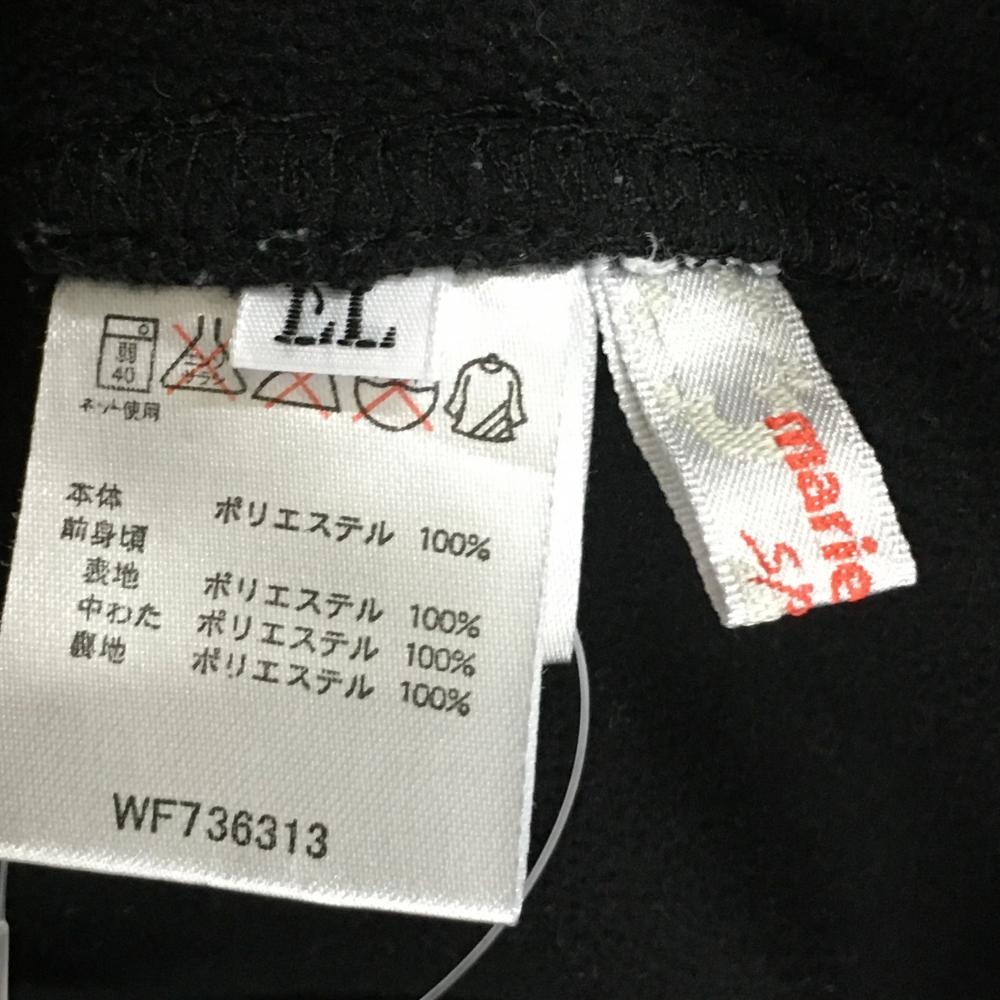 EL
弱
40
ネット使用
本体 ポリエステル 100%
前身頃
表地 ポリエステル 100%
中わた ポリエステル 100%
裏地 ポリエステル 100%
WF736313
marie
Sp